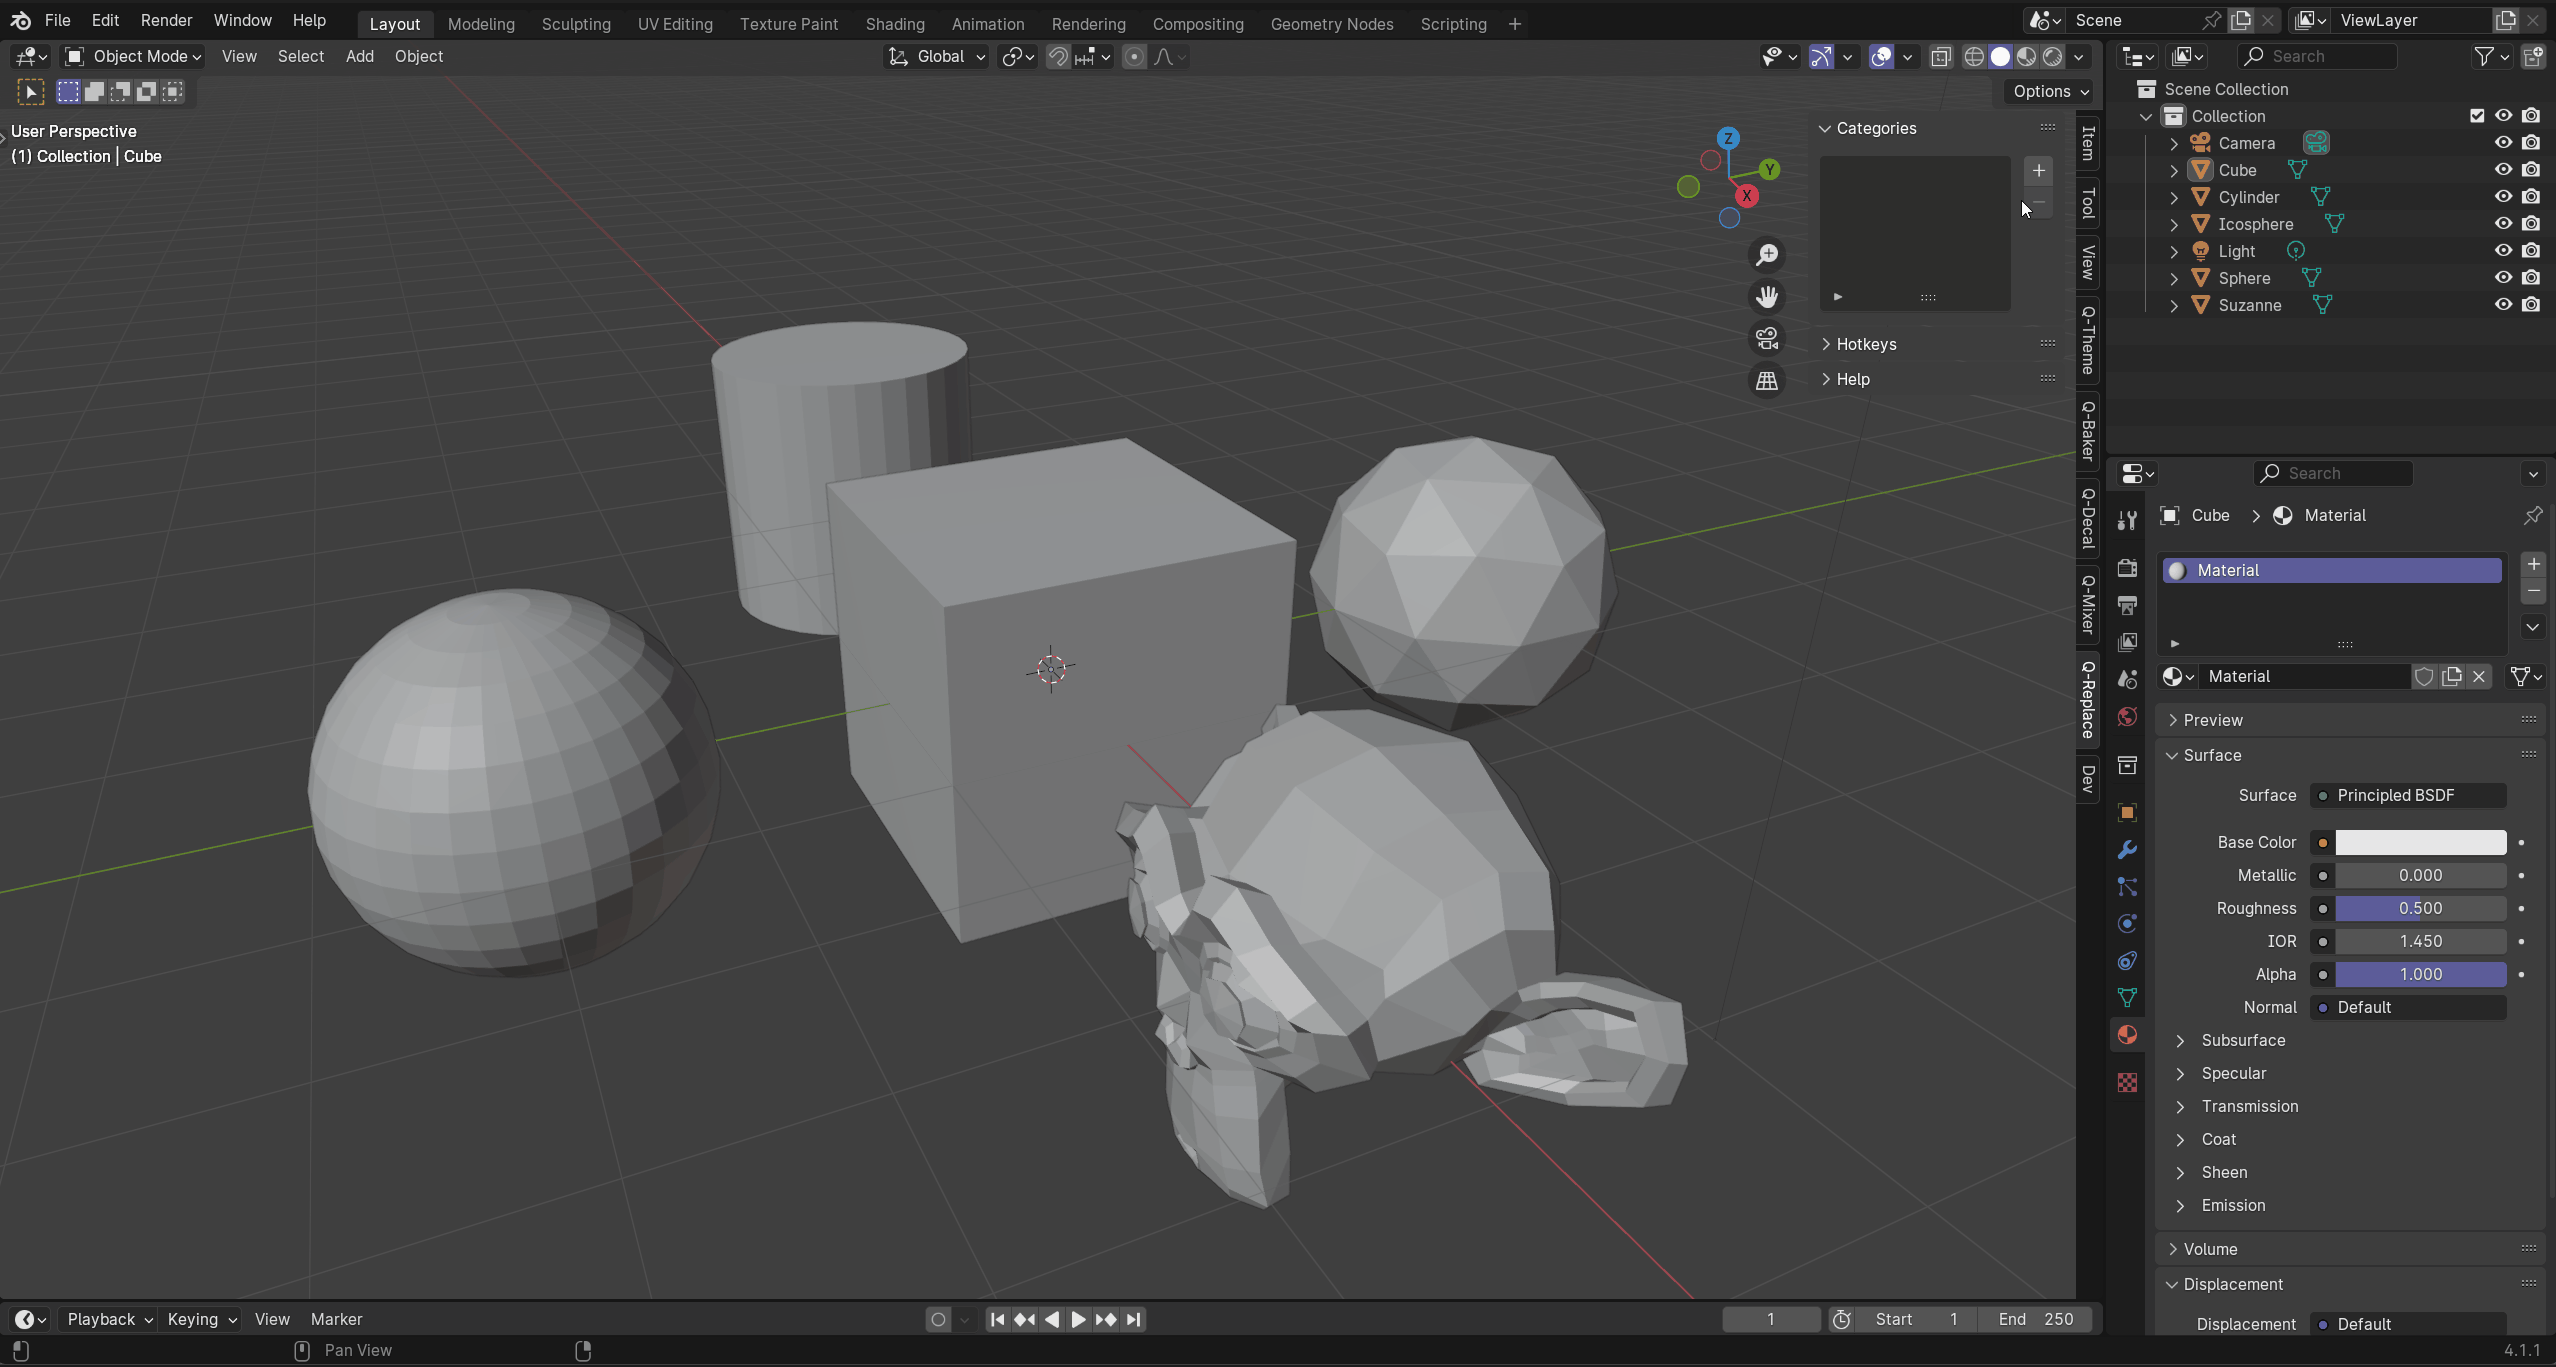 File Edit Render Window Help Layout Modeling Sculpting UV Editing Texture Paint Shading Animation Rendering Compositing Geometry Nodes Scripting + Scene ViewLayer
Object Mode View Select Add Object Global Search
Options
User Perspective
(1) Collection | Cube
Z
Y
X
Categories
Hotkeys
Help
Item
Tool
View
Q-Theme
Q-Baker
Q-Decal
Q-Mixer
Q-Replace
Dev
Scene Collection
Collection
Camera
Cube
Cylinder
Icosphere
Light
Sphere
Suzanne
Search
Cube > Material
Material
Material
Preview
Surface
Surface Principled BSDF
Base Color
Metallic 0.000
Roughness 0.500
IOR 1.450
Alpha 1.000
Normal Default
Subsurface
Specular
Transmission
Coat
Sheen
Emission
Volume
Displacement
Displacement Default
Playback Keying View Marker 1 Start 1 End 250
Pan View 4.1.1